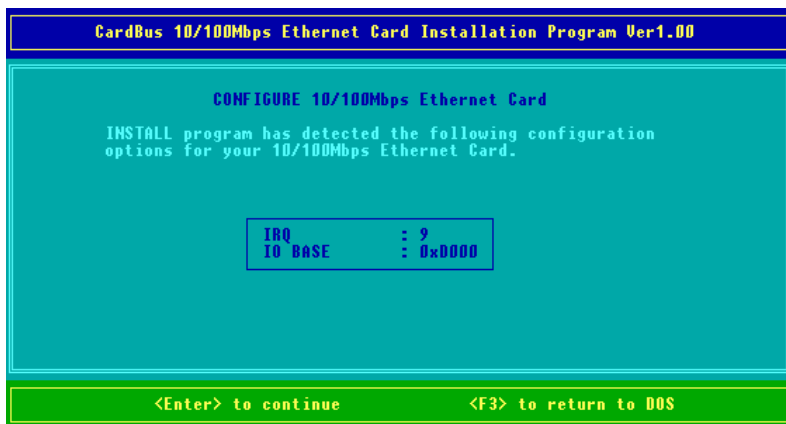 CardBus 10/100Mbps Ethernet Card Installation Program Ver1.00
CONFIGURE 10/100Mbps Ethernet Card
INSTALL program has detected the following configuration
options for your 10/100Mbps Ethernet Card.
IRQ : 9
IO BASE : 0xD000
<Enter> to continue <F3> to return to DOS